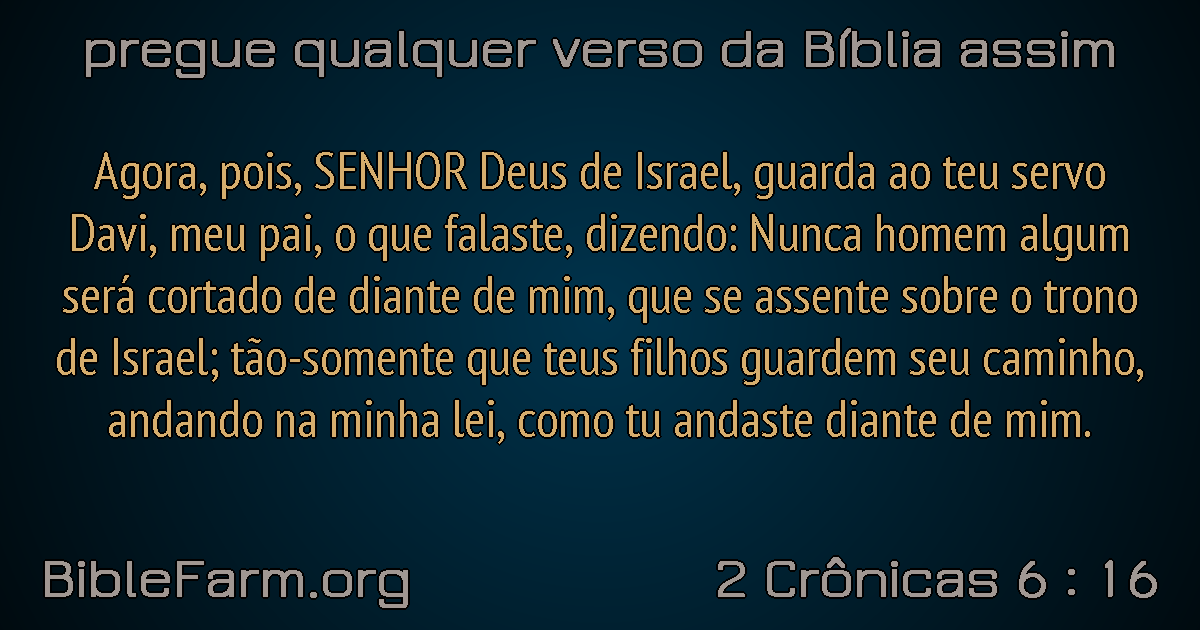 pregue qualquer verso da Bíblia assim
Agora, pois, SENHOR Deus de Israel, guarda ao teu servo
Davi, meu pai, o que falaste, dizendo: Nunca homem algum
será cortado de diante de mim, que se assente sobre o trono
de Israel; tão-somente que teus filhos guardem seu caminho,
andando na minha lei, como tu andaste diante de mim.
BibleFarm.org
2 Crônicas 6 : 16